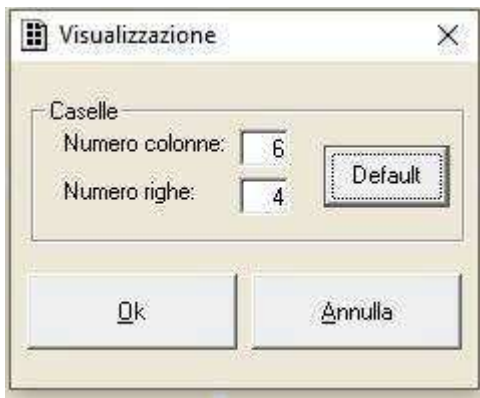 Visualizzazione
Caselle
Numero colonne: 6
Numero righe: 4
Default
Ok
Annulla